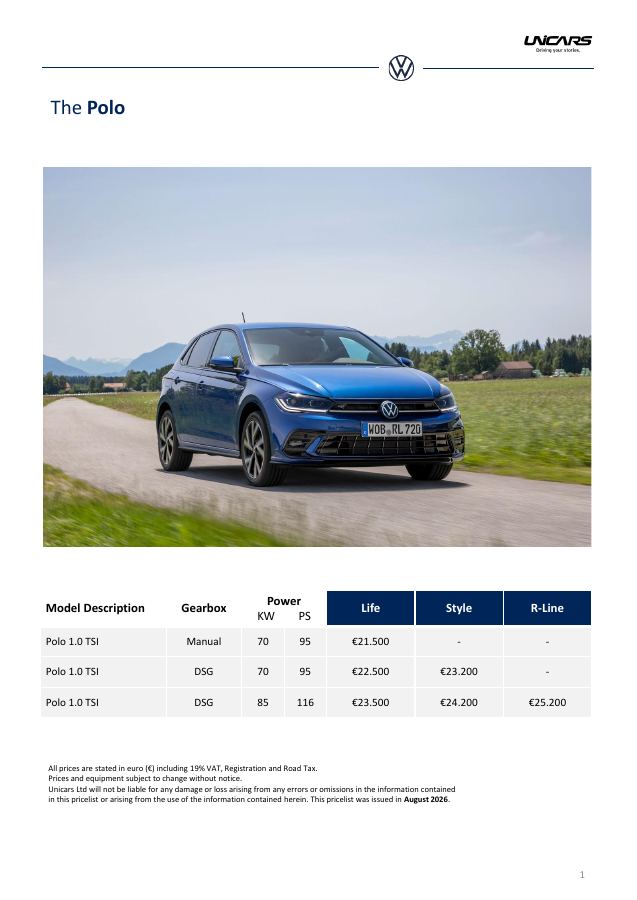 UNICARS
Driving your stories.
The Polo
WOB RL 720
Model Description Gearbox Power KW PS Life Style R-Line
Polo 1.0 TSI Manual 70 95 €21.500 - -
Polo 1.0 TSI DSG 70 95 €22.500 €23.200 -
Polo 1.0 TSI DSG 85 116 €23.500 €24.200 €25.200
All prices are stated in euro (€) including 19% VAT, Registration and Road Tax.
Prices and equipment subject to change without notice.
Unicars Ltd will not be liable for any damage or loss arising from any errors or omissions in the information contained
in this pricelist or arising from the use of the information contained herein. This pricelist was issued in August 2026.
1